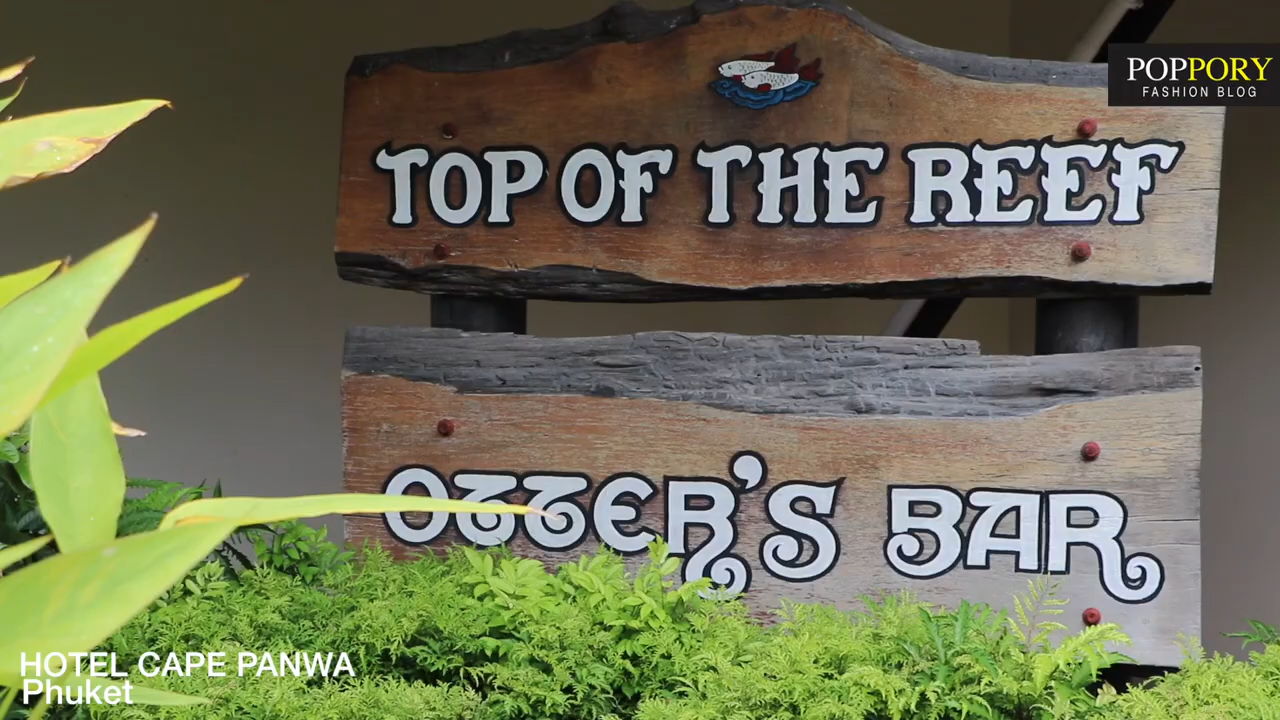 POPPORY
FASHION BLOG
TOP OF THE REEF
OTTER'S BAR
HOTEL CAPE PANWA
Phuket